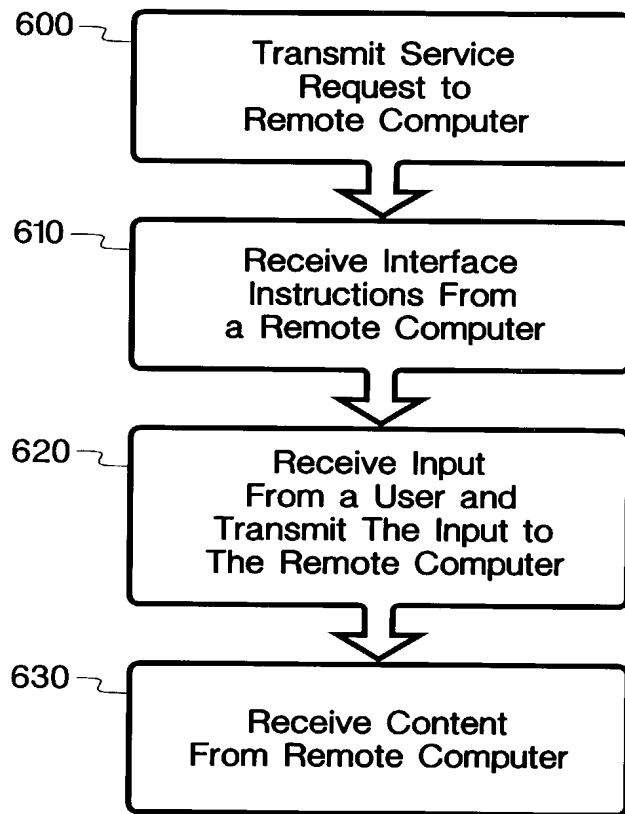 600
Transmit Service
Request to
Remote Computer
610
Receive Interface
Instructions From
a Remote Computer
620
Receive Input
From a User and
Transmit The Input to
The Remote Computer
630
Receive Content
From Remote Computer